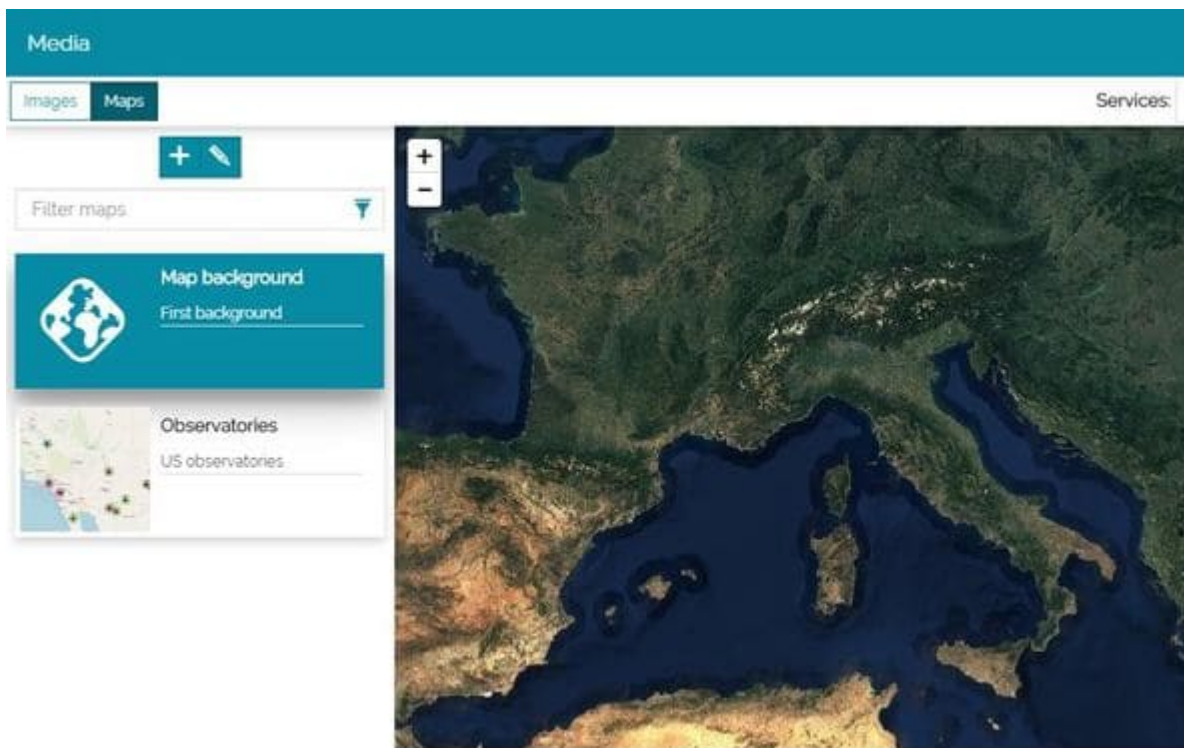 Media
Images Maps Services:
+
Filter maps
Map background
First background
Observatories
US observatories
+
−